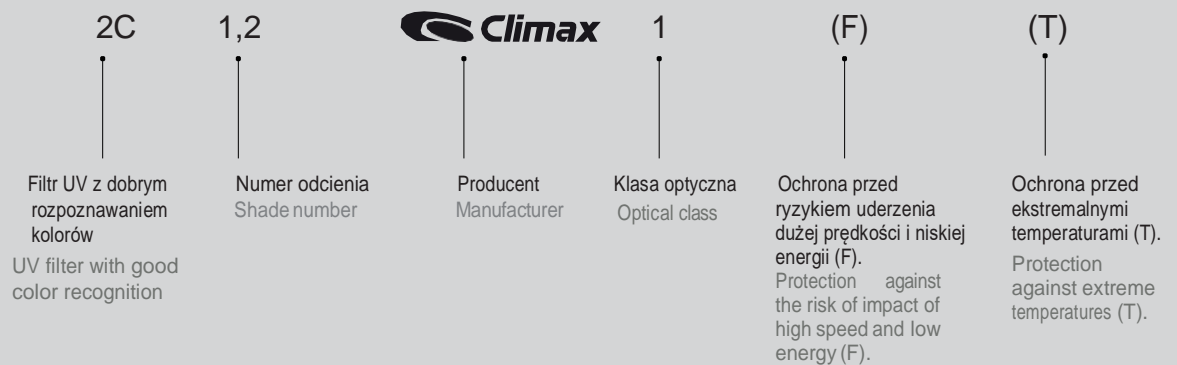 2C
1,2
Climax
1
(F)
(T)
Filtr UV z dobrym
rozpoznawaniem
kolorów
UV filter with good
color recognition
Numer odcienia
Shade number
Producent
Manufacturer
Klasa optyczna
Optical class
Ochrona przed
ryzykiem uderzenia
dużej prędkości i niskiej
energii (F).
Protection against
the risk of impact of
high speed and low
energy (F).
Ochrona przed
ekstremalnymi
temperaturami (T).
Protection
against extreme
temperatures (T).